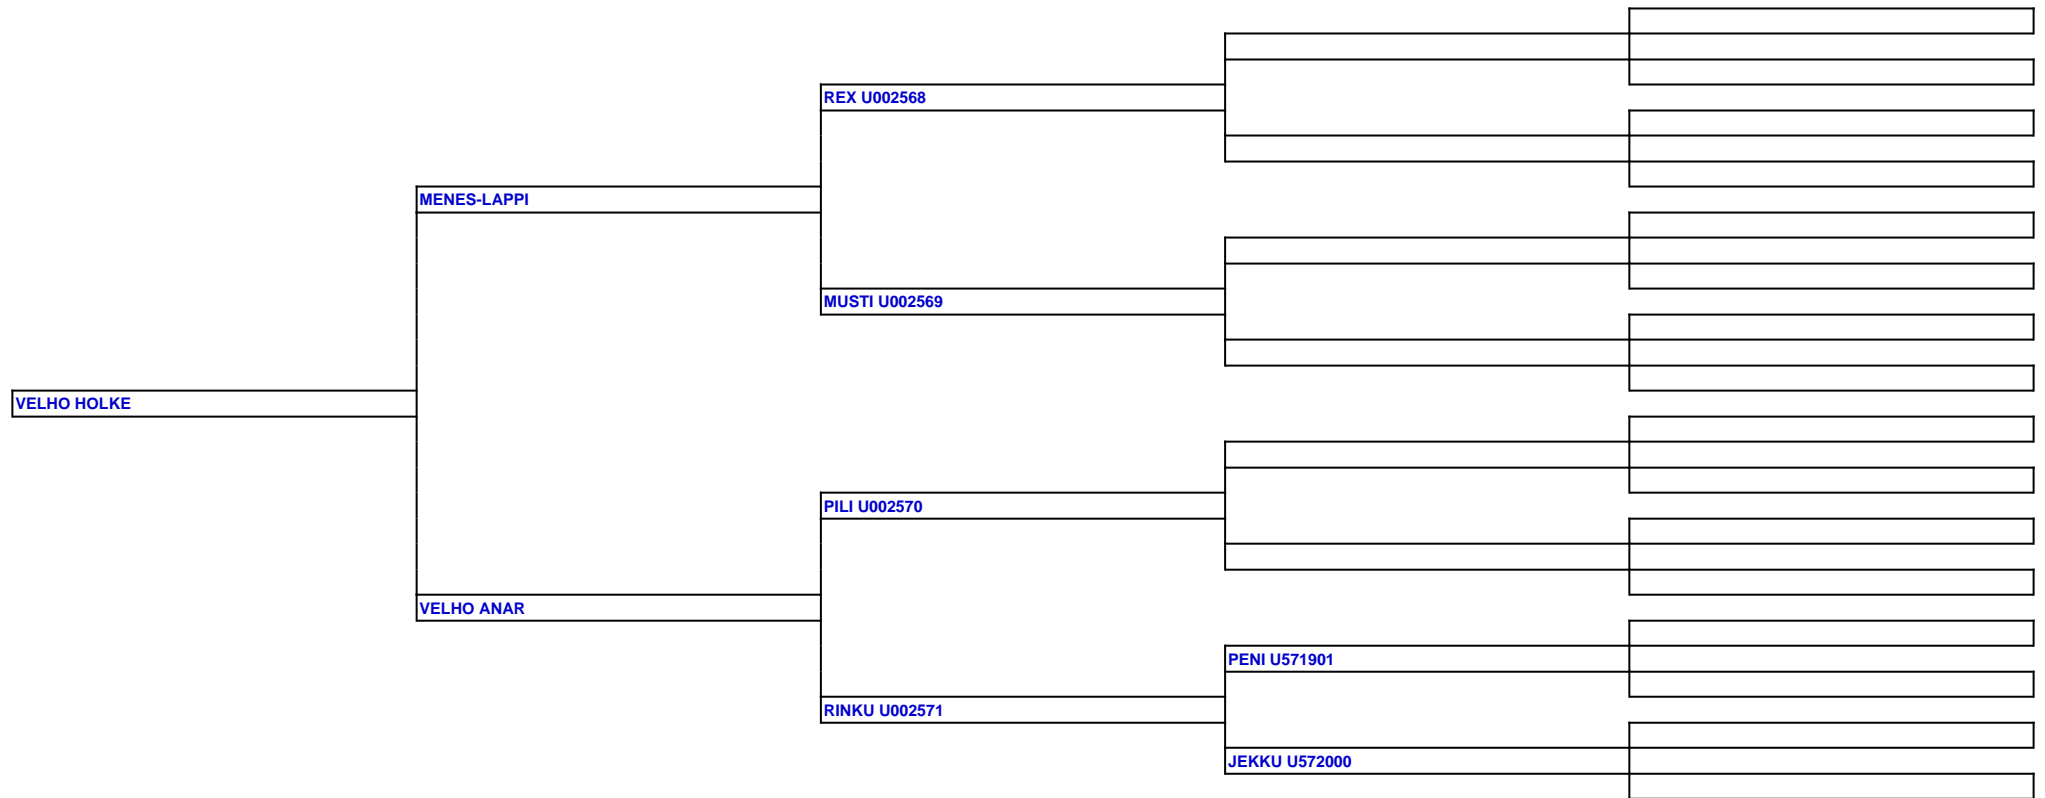 REX U002568
MENES-LAPPI
MUSTI U002569
VELHO HOLKE
PILI U002570
VELHO ANAR
PENI U571901
RINKU U002571
JEKKU U572000